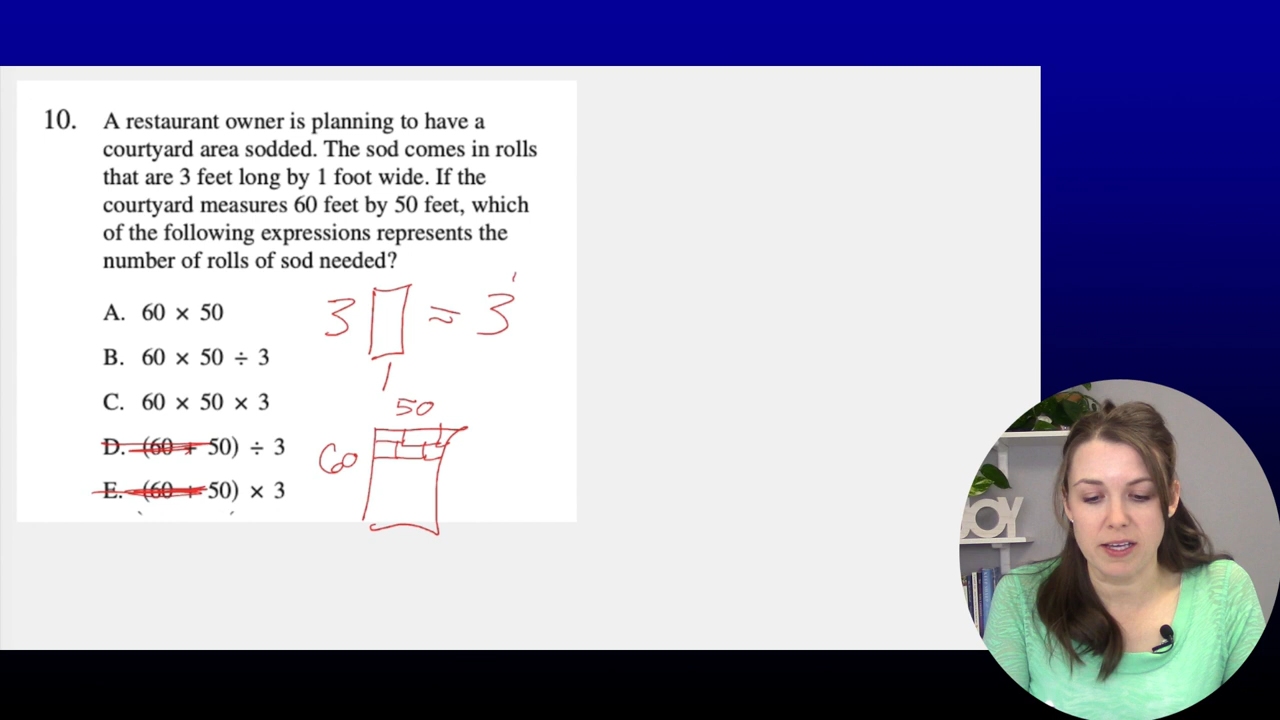 10. A restaurant owner is planning to have a
courtyard area sodded. The sod comes in rolls
that are 3 feet long by 1 foot wide. If the
courtyard measures 60 feet by 50 feet, which
of the following expressions represents the
number of rolls of sod needed?
A. 60 × 50
B. 60 × 50 ÷ 3
C. 60 × 50 × 3
D. (60 + 50) ÷ 3
E. (60 + 50) × 3
3 ≈ 3'
1
50
60
JOY